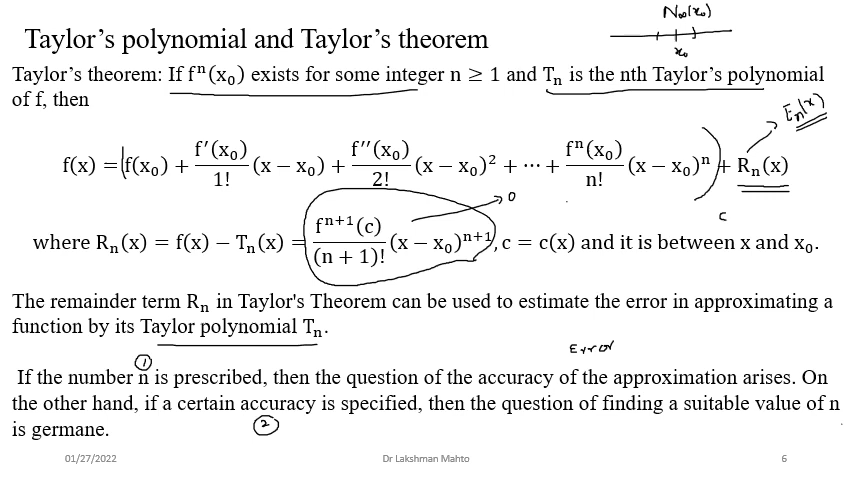 N∞(x₀)
Taylor's polynomial and Taylor's theorem
x₀
Taylor's theorem: If fⁿ(x₀) exists for some integer n ≥ 1 and Tₙ is the nth Taylor's polynomial
of f, then
Eₙ(x)
f(x) = f(x₀) + f′(x₀)/1! (x − x₀) + f′′(x₀)/2! (x − x₀)² + ⋯ + fⁿ(x₀)/n! (x − x₀)ⁿ + Rₙ(x)
0
c
where Rₙ(x) = f(x) − Tₙ(x) = fⁿ⁺¹(c)/(n + 1)! (x − x₀)ⁿ⁺¹, c = c(x) and it is between x and x₀.
The remainder term Rₙ in Taylor's Theorem can be used to estimate the error in approximating a
function by its Taylor polynomial Tₙ.
Error
1
If the number n is prescribed, then the question of the accuracy of the approximation arises. On
the other hand, if a certain accuracy is specified, then the question of finding a suitable value of n
is germane.
2
01/27/2022 Dr Lakshman Mahto 6